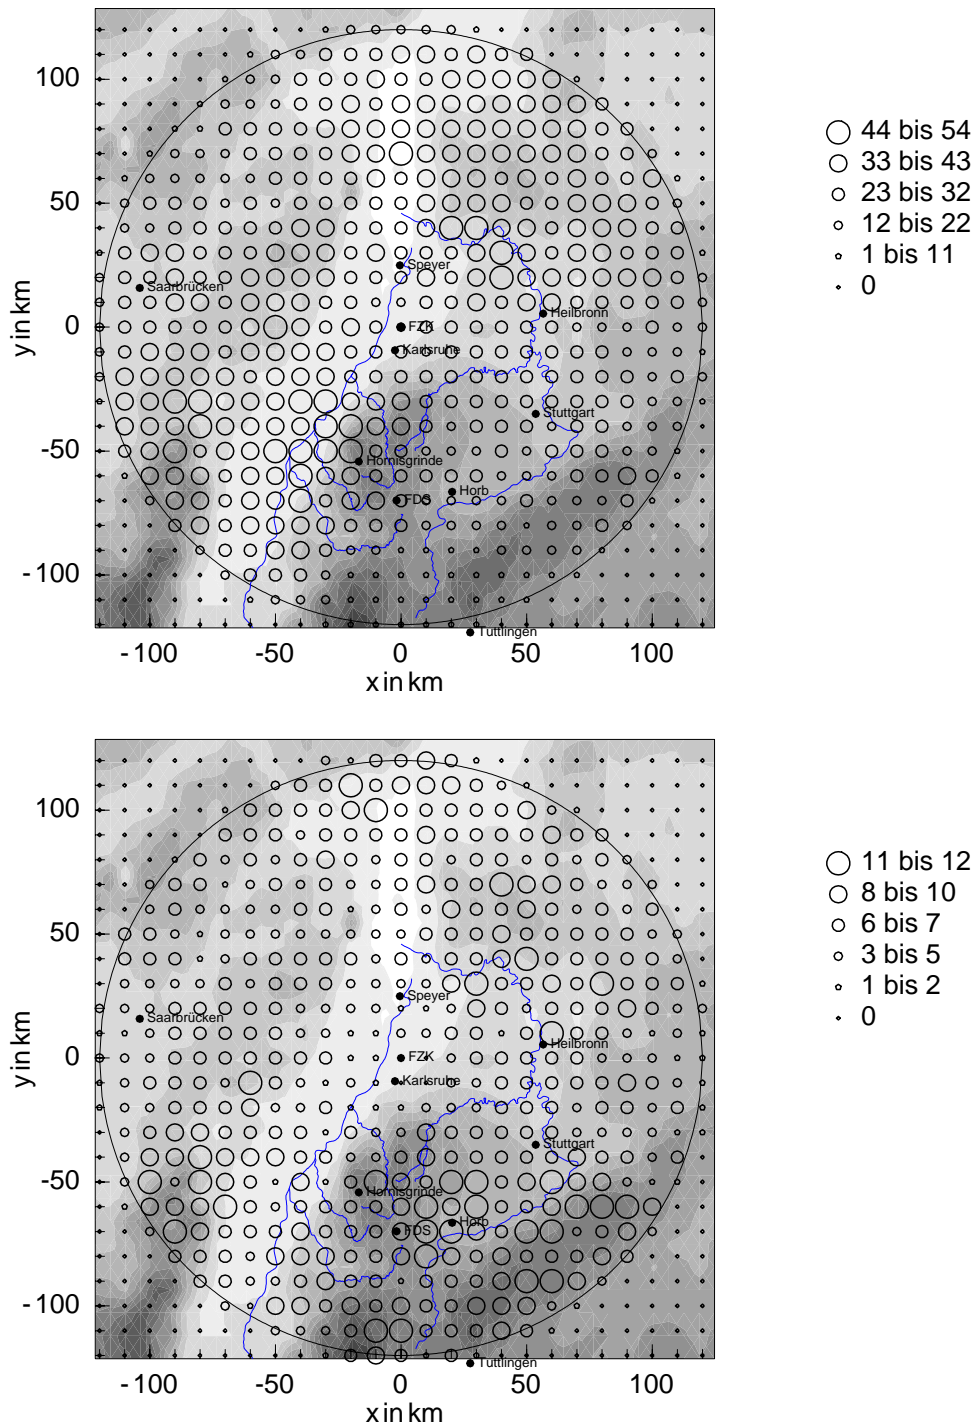 100
50
0
-50
-100
y in km
Speyer
Saarbrücken
Heilbronn
FZK
Karlsruhe
Stuttgart
Hornisgrinde
Horb
FDS
Tuttlingen
-100 -50 0 50 100
x in km
44 bis 54
33 bis 43
23 bis 32
12 bis 22
1 bis 11
0
100
50
0
-50
-100
y in km
Speyer
Saarbrücken
Heilbronn
FZK
Karlsruhe
Stuttgart
Hornisgrinde
Horb
FDS
Tuttlingen
-100 -50 0 50 100
x in km
11 bis 12
8 bis 10
6 bis 7
3 bis 5
1 bis 2
0